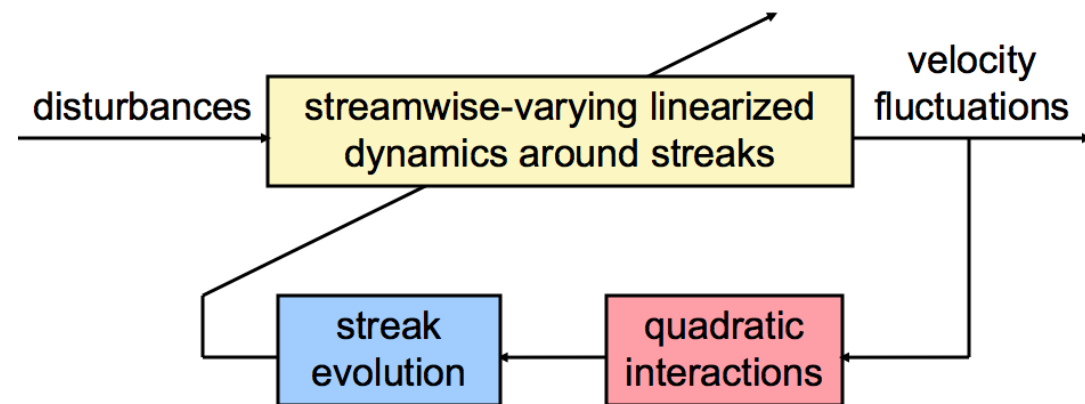 disturbances
streamwise-varying linearized
dynamics around streaks
velocity
fluctuations
streak
evolution
quadratic
interactions